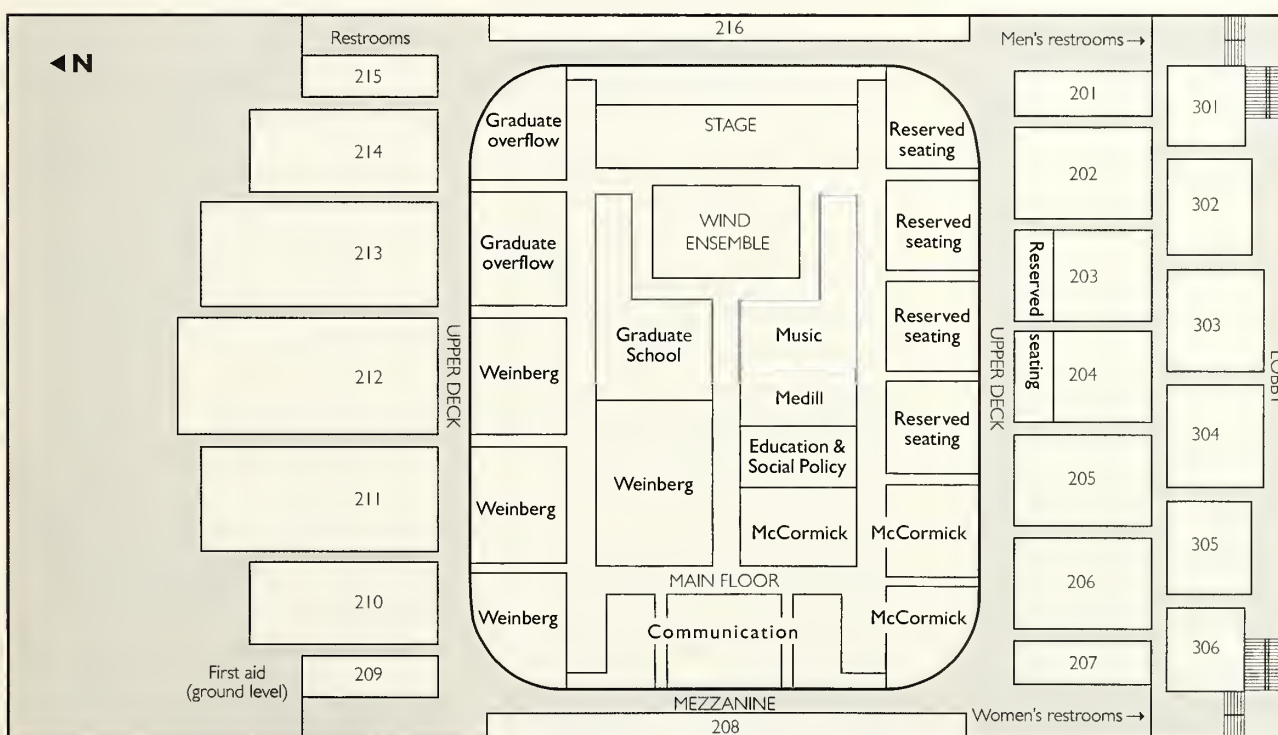 216
Restrooms
Men's restrooms →
N
215
201
301
Graduate
overflow
STAGE
Reserved
seating
214
202
302
213
Graduate
overflow
WIND
ENSEMBLE
Reserved
seating
Reserved
203
303
UPPER DECK
212
Weinberg
Graduate
School
Music
Reserved
seating
UPPER DECK
seating
204
LOBBY
Medill
Reserved
seating
304
211
Weinberg
Weinberg
Education &
Social Policy
205
McCormick
McCormick
305
MAIN FLOOR
210
Weinberg
Communication
McCormick
206
306
First aid
(ground level)
209
207
MEZZANINE
208
Women's restrooms →